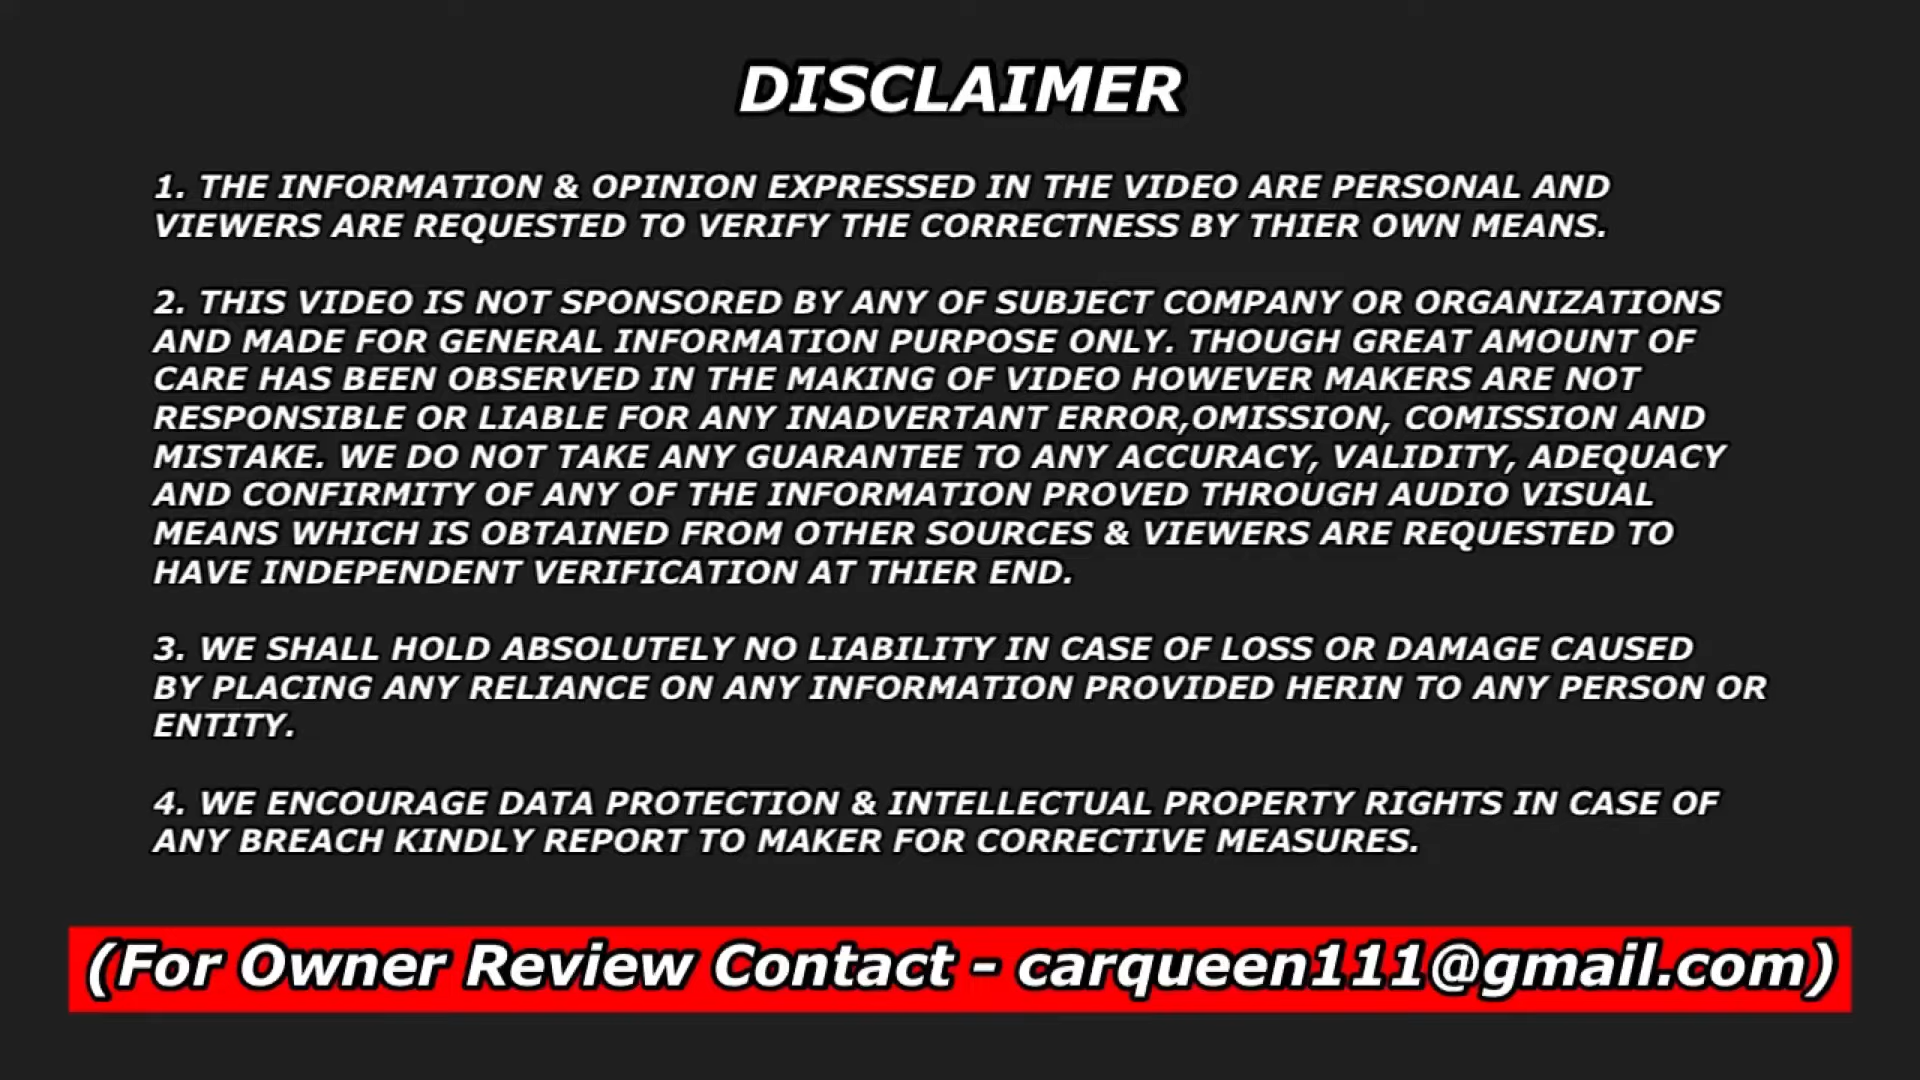 DISCLAIMER
1. THE INFORMATION & OPINION EXPRESSED IN THE VIDEO ARE PERSONAL AND
VIEWERS ARE REQUESTED TO VERIFY THE CORRECTNESS BY THIER OWN MEANS.
2. THIS VIDEO IS NOT SPONSORED BY ANY OF SUBJECT COMPANY OR ORGANIZATIONS
AND MADE FOR GENERAL INFORMATION PURPOSE ONLY. THOUGH GREAT AMOUNT OF
CARE HAS BEEN OBSERVED IN THE MAKING OF VIDEO HOWEVER MAKERS ARE NOT
RESPONSIBLE OR LIABLE FOR ANY INADVERTANT ERROR,OMISSION, COMISSION AND
MISTAKE. WE DO NOT TAKE ANY GUARANTEE TO ANY ACCURACY, VALIDITY, ADEQUACY
AND CONFIRMITY OF ANY OF THE INFORMATION PROVED THROUGH AUDIO VISUAL
MEANS WHICH IS OBTAINED FROM OTHER SOURCES & VIEWERS ARE REQUESTED TO
HAVE INDEPENDENT VERIFICATION AT THIER END.
3. WE SHALL HOLD ABSOLUTELY NO LIABILITY IN CASE OF LOSS OR DAMAGE CAUSED
BY PLACING ANY RELIANCE ON ANY INFORMATION PROVIDED HERIN TO ANY PERSON OR
ENTITY.
4. WE ENCOURAGE DATA PROTECTION & INTELLECTUAL PROPERTY RIGHTS IN CASE OF
ANY BREACH KINDLY REPORT TO MAKER FOR CORRECTIVE MEASURES.
(For Owner Review Contact - carqueen111@gmail.com)